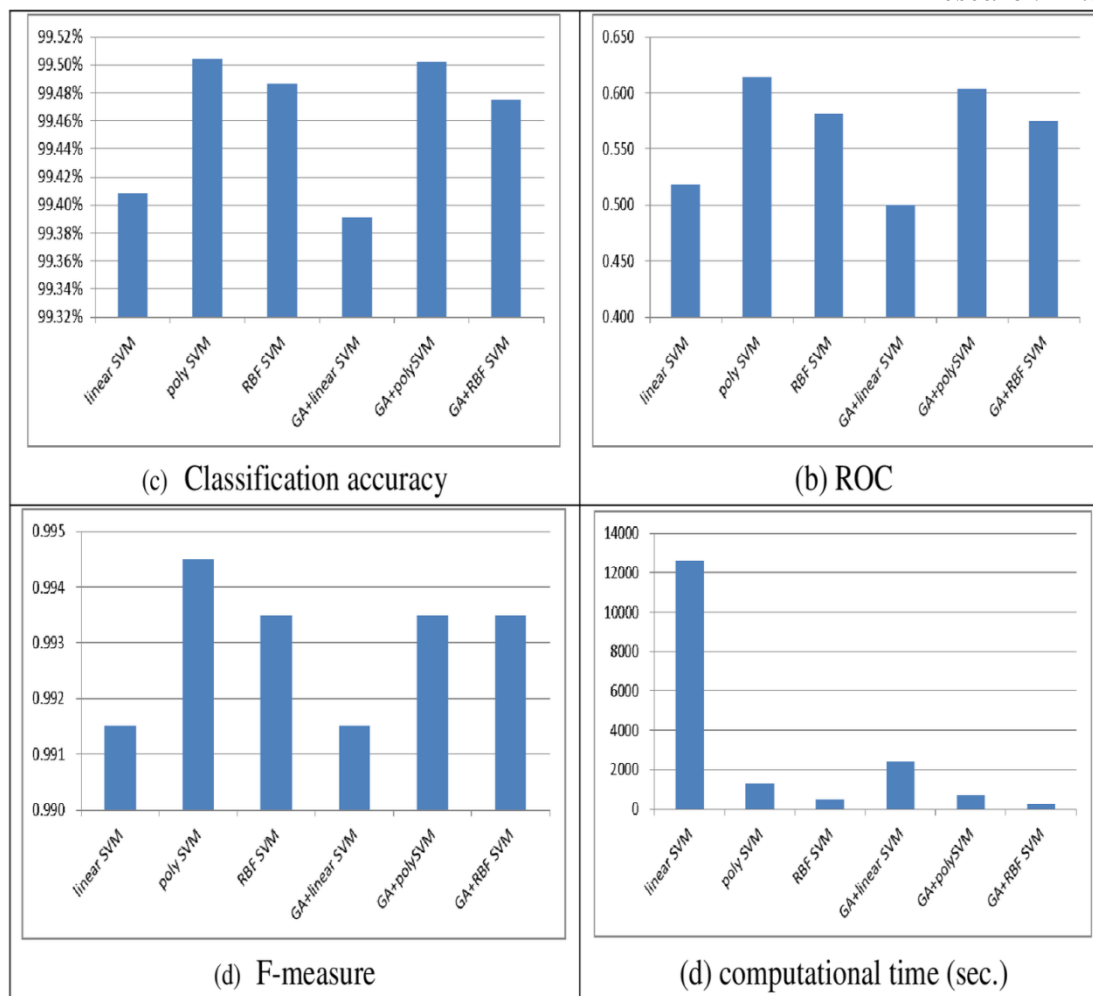 99.52%
99.50%
99.48%
99.46%
99.44%
99.42%
99.40%
99.38%
99.36%
99.34%
99.32%
linear SVM
poly SVM
RBF SVM
GA+linear SVM
GA+polySVM
GA+RBF SVM
(c) Classification accuracy
0.650
0.600
0.550
0.500
0.450
0.400
linear SVM
poly SVM
RBF SVM
GA+linear SVM
GA+polySVM
GA+RBF SVM
(b) ROC
0.995
0.994
0.993
0.992
0.991
0.990
linear SVM
poly SVM
RBF SVM
GA+linear SVM
GA+polySVM
GA+RBF SVM
(d) F-measure
14000
12000
10000
8000
6000
4000
2000
0
linear SVM
poly SVM
RBF SVM
GA+linear SVM
GA+polySVM
GA+RBF SVM
(d) computational time (sec.)